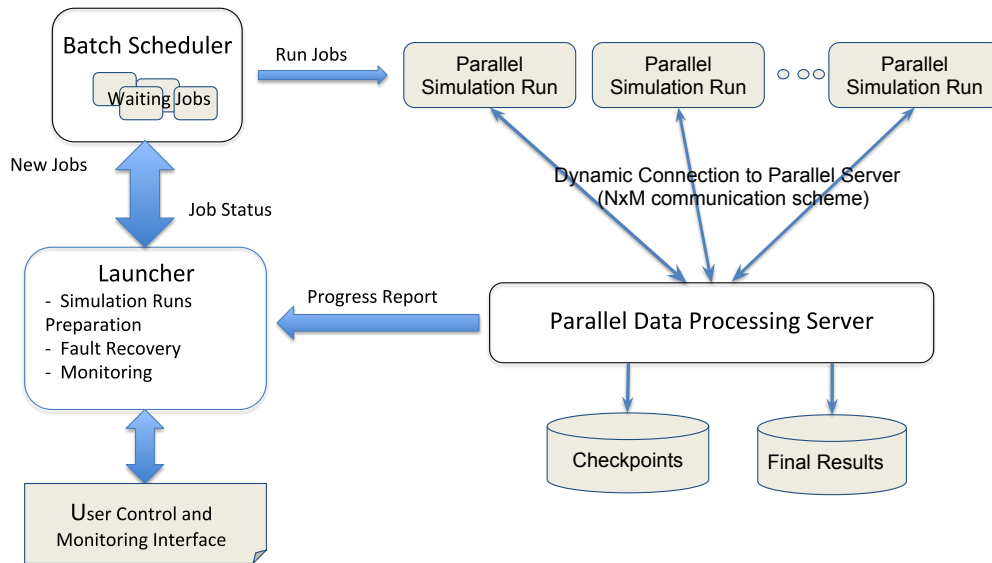 Batch Scheduler
Waiting Jobs
Run Jobs
Parallel
Simulation Run
Parallel
Simulation Run
Parallel
Simulation Run
New Jobs
Job Status
Dynamic Connection to Parallel Server
(NxM communication scheme)
Launcher
- Simulation Runs
Preparation
- Fault Recovery
- Monitoring
Progress Report
Parallel Data Processing Server
Checkpoints
Final Results
User Control and
Monitoring Interface